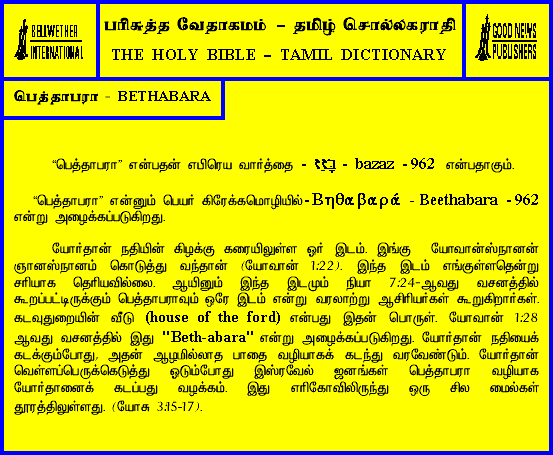 BELLWETHER
INTERNATIONAL
பரிசுத்த வேதாகமம் – தமிழ் சொல்லகராதி
THE HOLY BIBLE – TAMIL DICTIONARY
GOOD NEWS
PUBLISHERS
பெத்தாபரா - BETHABARA
“பெத்தாபரா” என்பதன் எபிரெய வார்த்தை - בָּזַז - bazaz - 962 என்பதாகும்.
“பெத்தாபரா” என்னும் பெயர் கிரேக்கமொழியில் - Βηθαβαρά - Beethabara - 962
என்று அழைக்கப்படுகிறது.
யோர்தான் நதியின் கிழக்கு கரையிலுள்ள ஓர் இடம். இங்கு யோவான்ஸ்நானன்
ஞானஸ்நானம் கொடுத்து வந்தான் (யோவான் 1:22). இந்த இடம் எங்குள்ளதென்று
சரியாக தெரியவில்லை. ஆயினும் இந்த இடமும் நியா 7:24-ஆவது வசனத்தில்
கூறப்பட்டிருக்கும் பெத்தாபராவும் ஒரே இடம் என்று வரலாற்று ஆசிரியர்கள் கூறுகிறார்கள்.
கடவுதுறையின் வீடு (house of the ford) என்பது இதன் பொருள். யோவான் 1:28
ஆவது வசனத்தில் இது "Beth-abara" என்று அழைக்கப்படுகிறது. யோர்தான் நதியைக்
கடக்கும்போது, அதன் ஆழமில்லாத பாதை வழியாகக் கடந்து வரவேண்டும். யோர்தான்
வெள்ளப்பெருக்கெடுத்து ஓடும்போது இஸ்ரவேல் ஜனங்கள் பெத்தாபரா வழியாக
யோர்தானைக் கடப்பது வழக்கம். இது எரிகோவிலிருந்து ஒரு சில மைல்கள்
தூரத்திலுள்ளது. (யோசு 3:15-17).